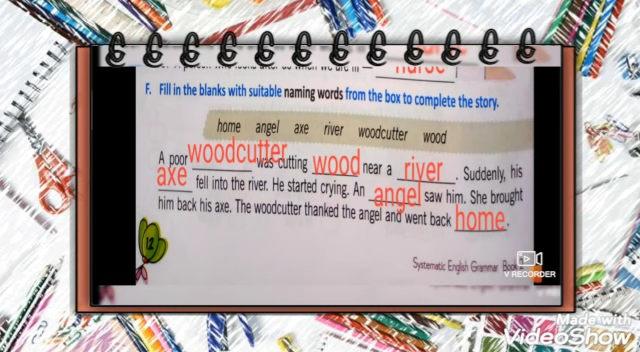 nurse
F. Fill in the blanks with suitable naming words from the box to complete the story.
home angel axe river woodcutter wood
A poor woodcutter was cutting wood near a river. Suddenly, his
axe fell into the river. He started crying. An angel saw him. She brought
him back his axe. The woodcutter thanked the angel and went back home.
12
Systematic English Grammar Book
V RECORDER
Made with
VideoShow